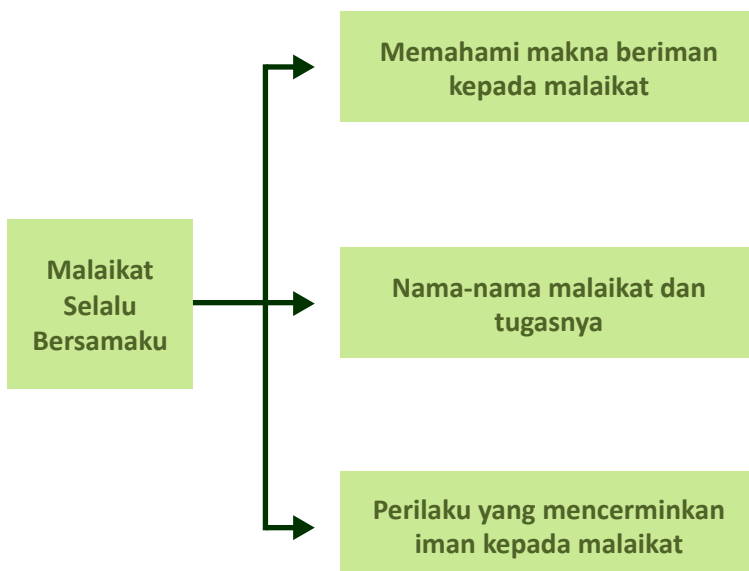 Memahami makna beriman
kepada malaikat
Malaikat
Selalu
Bersamaku
Nama-nama malaikat dan
tugasnya
Perilaku yang mencerminkan
iman kepada malaikat